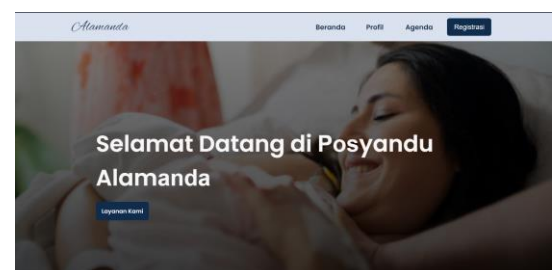 Alamanda
Beranda Profil Agenda Registrasi
Selamat Datang di Posyandu
Alamanda
Layanan Kami